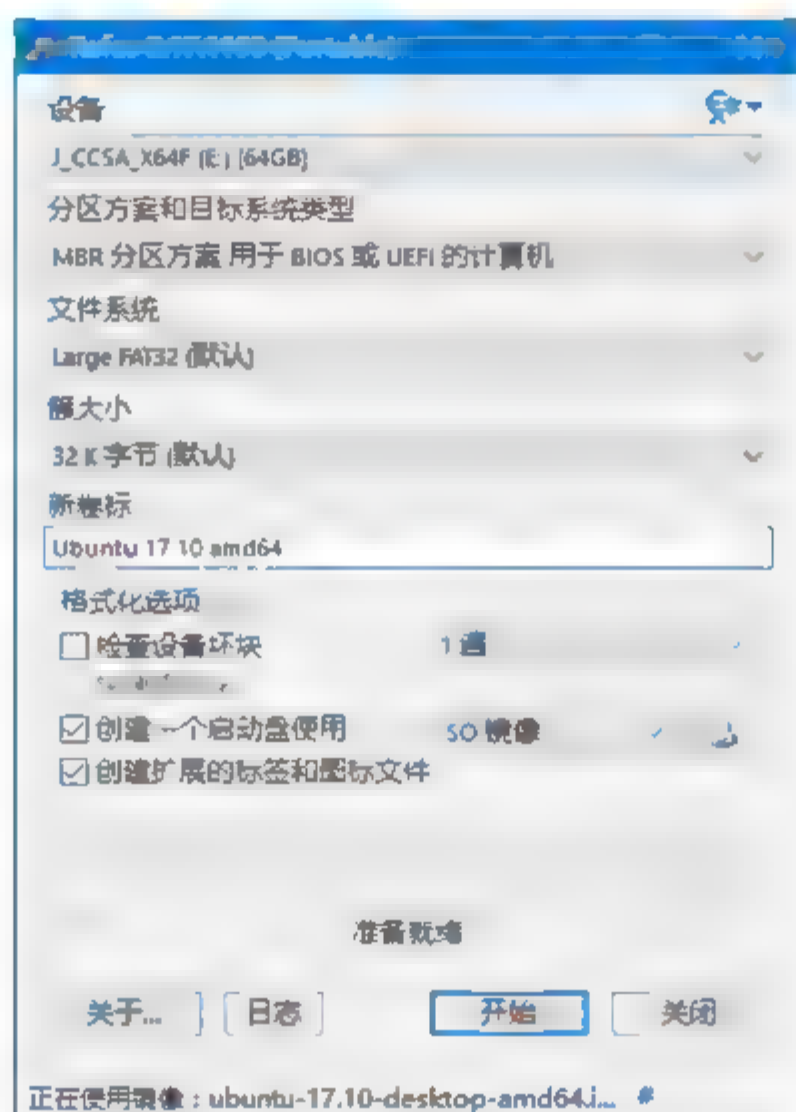 设备
J_CCSA_X64F (E:) [64GB]
分区方案和目标系统类型
MBR 分区方案 用于 BIOS 或 UEFI 的计算机
文件系统
Large FAT32 (默认)
簇大小
32 K 字节 (默认)
新卷标
Ubuntu 17.10 amd64
格式化选项
检查设备坏块 1 遍
创建一个启动盘使用 ISO 镜像
创建扩展的标签和图标文件
准备就绪
关于... 日志 开始 关闭
正在使用镜像：ubuntu-17.10-desktop-amd64.i... #